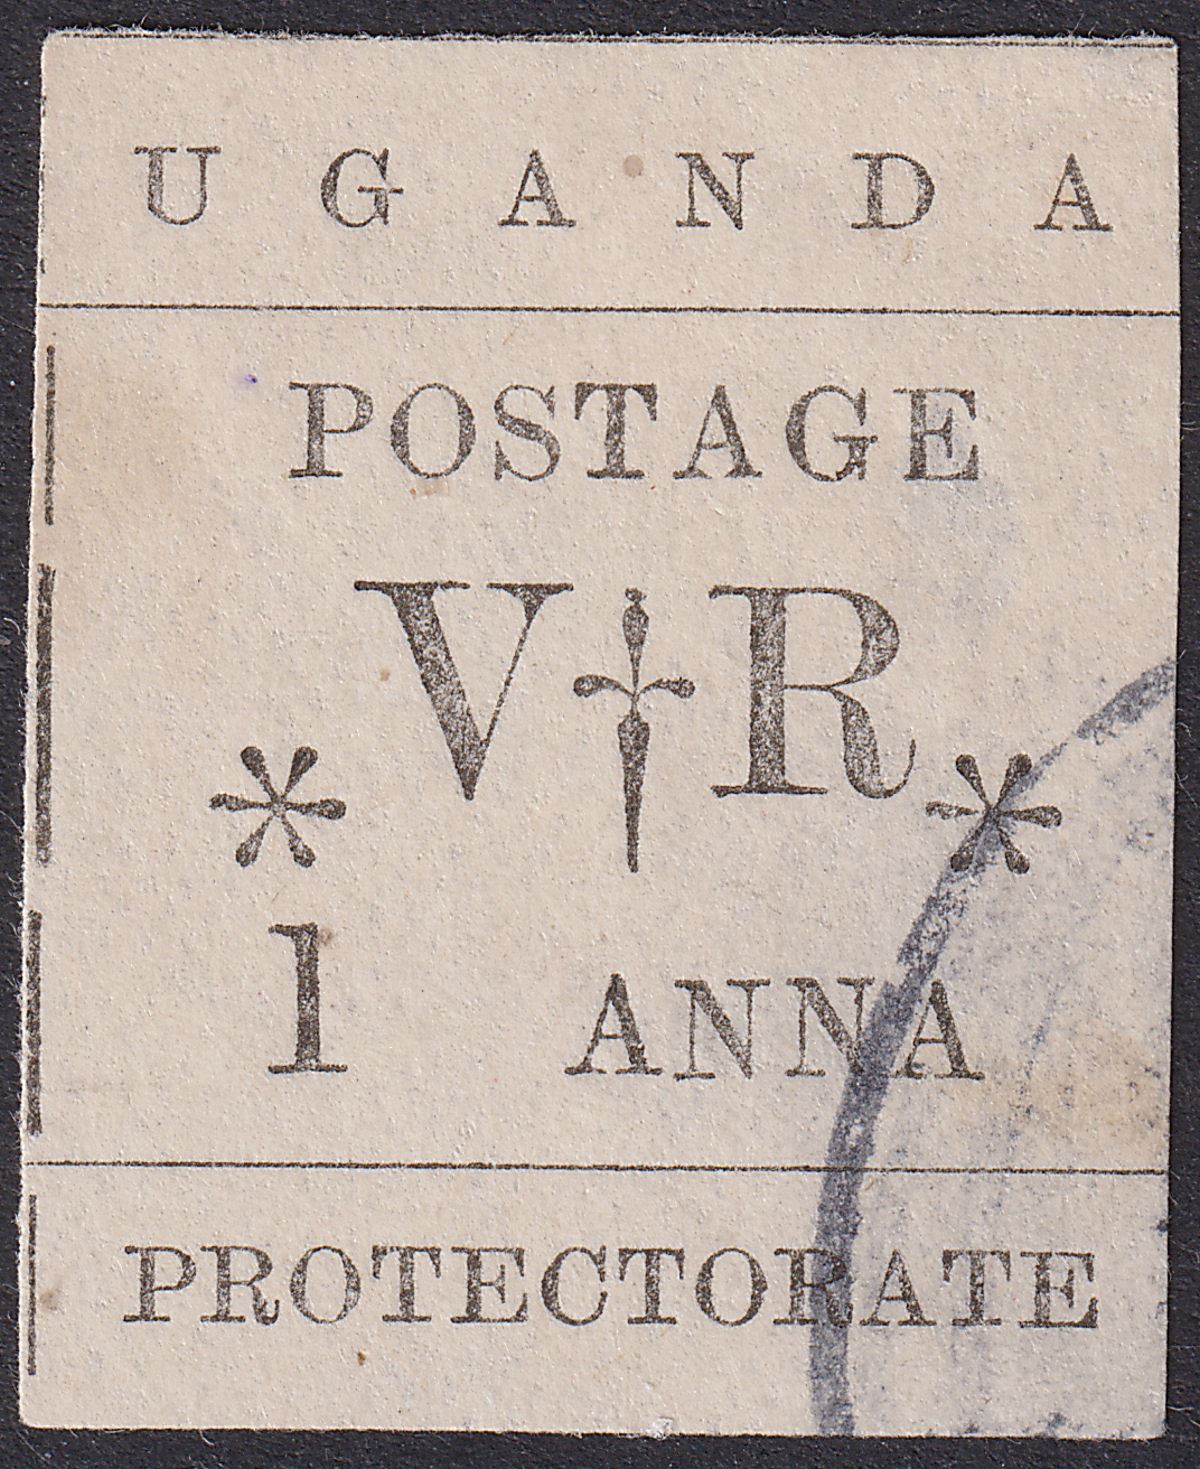 UGANDA
POSTAGE
V†R
* *
1 ANNA
PROTECTORATE